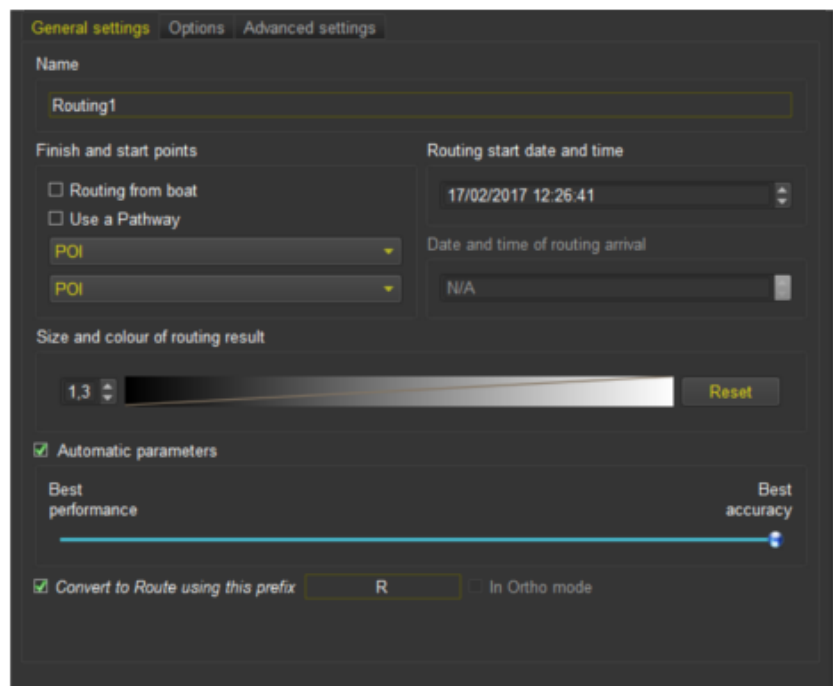 General settings Options Advanced settings
Name
Routing1
Finish and start points
Routing from boat
Use a Pathway
POI
POI
Routing start date and time
17/02/2017 12:26:41
Date and time of routing arrival
N/A
Size and colour of routing result
1,3
Reset
Automatic parameters
Best
performance
Best
accuracy
Convert to Route using this prefix R In Ortho mode